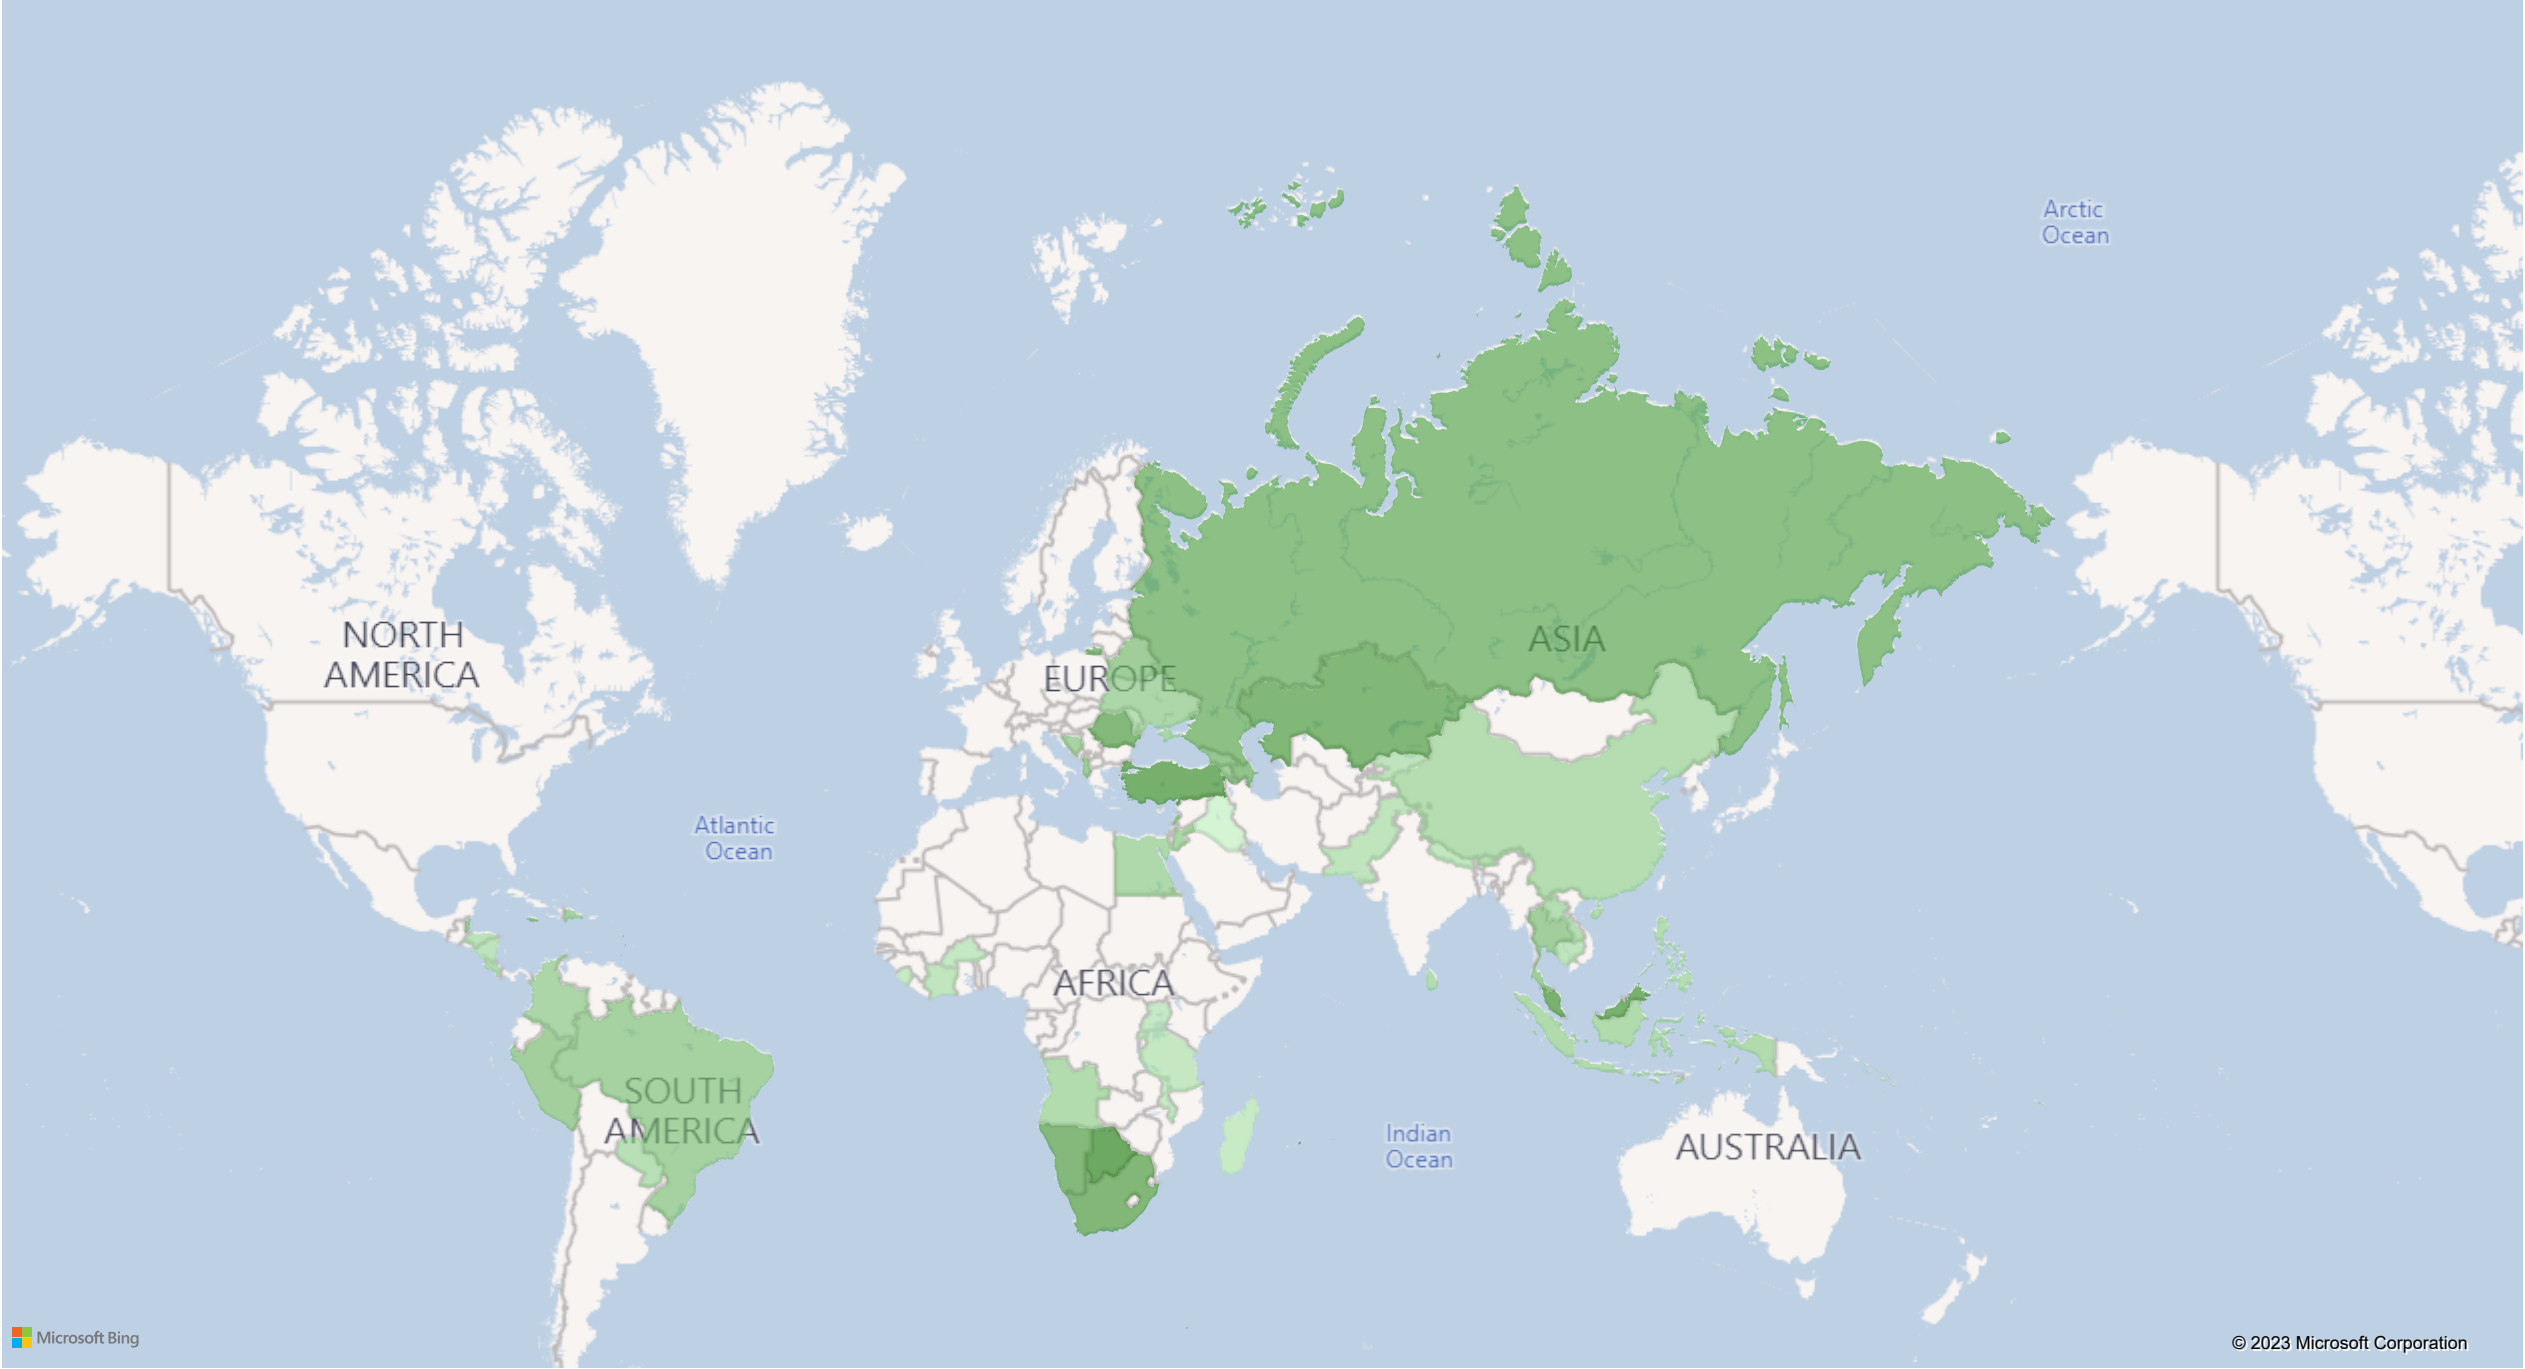 Arctic
Ocean
NORTH
AMERICA
ASIA
EUROPE
Atlantic
Ocean
AFRICA
SOUTH
AMERICA
Indian
Ocean
AUSTRALIA
Microsoft Bing
© 2023 Microsoft Corporation